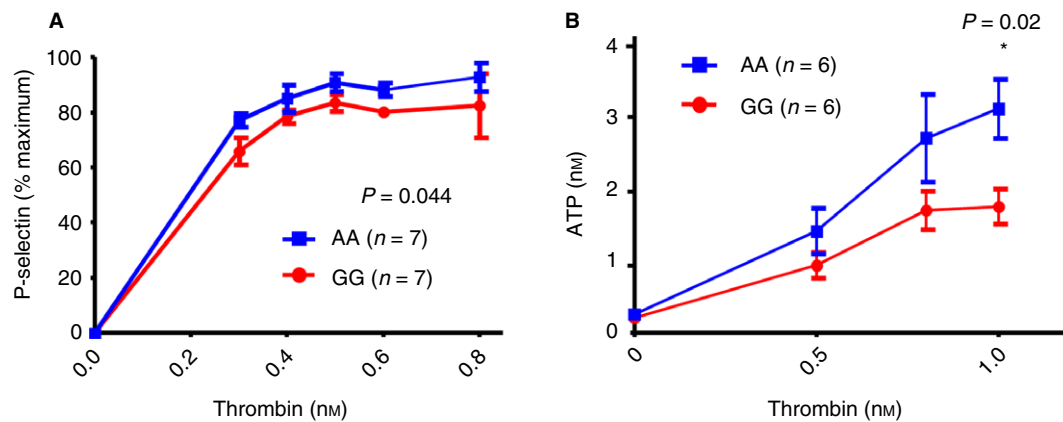 A
P-selectin (% maximum)
100
80
60
40
20
0
P = 0.044
AA (n = 7)
GG (n = 7)
0.0
0.2
0.4
0.6
0.8
Thrombin (nM)
B
P = 0.02
*
ATP (nM)
4
3
2
1
0
AA (n = 6)
GG (n = 6)
0
0.5
1.0
Thrombin (nM)